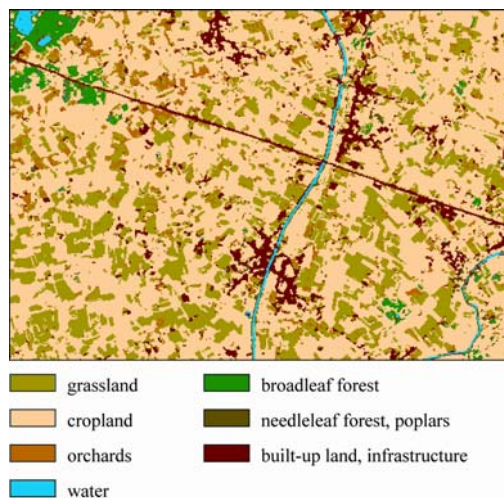 grassland
cropland
orchards
water
broadleaf forest
needleleaf forest, poplars
built-up land, infrastructure